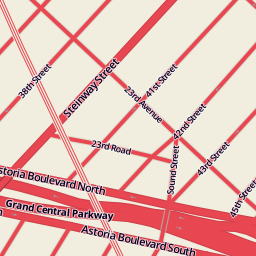 38th Street
Steinway Street
23rd Avenue
41st Street
42nd Street
23rd Road
Sound Street
43rd Street
45th Street
Astoria Boulevard North
Grand Central Parkway
Astoria Boulevard South